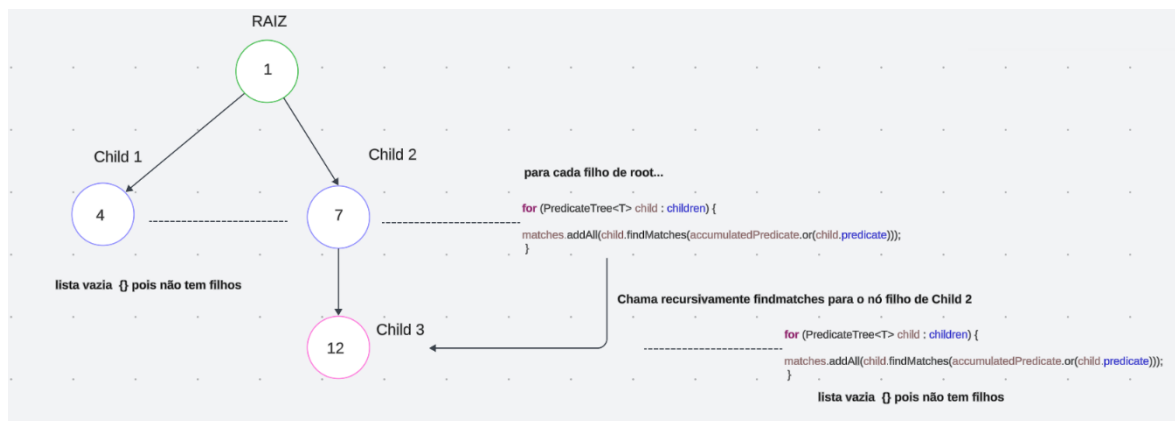 RAIZ
1
Child 1
Child 2
para cada filho de root...
for (PredicateTree<T> child : children) {
4
7
matches.addAll(child.findMatches(accumulatedPredicate.or(child.predicate)));
}
lista vazia {} pois não tem filhos
Chama recursivamente findmatches para o nó filho de Child 2
Child 3
12
for (PredicateTree<T> child : children) {
matches.addAll(child.findMatches(accumulatedPredicate.or(child.predicate)));
}
lista vazia {} pois não tem filhos